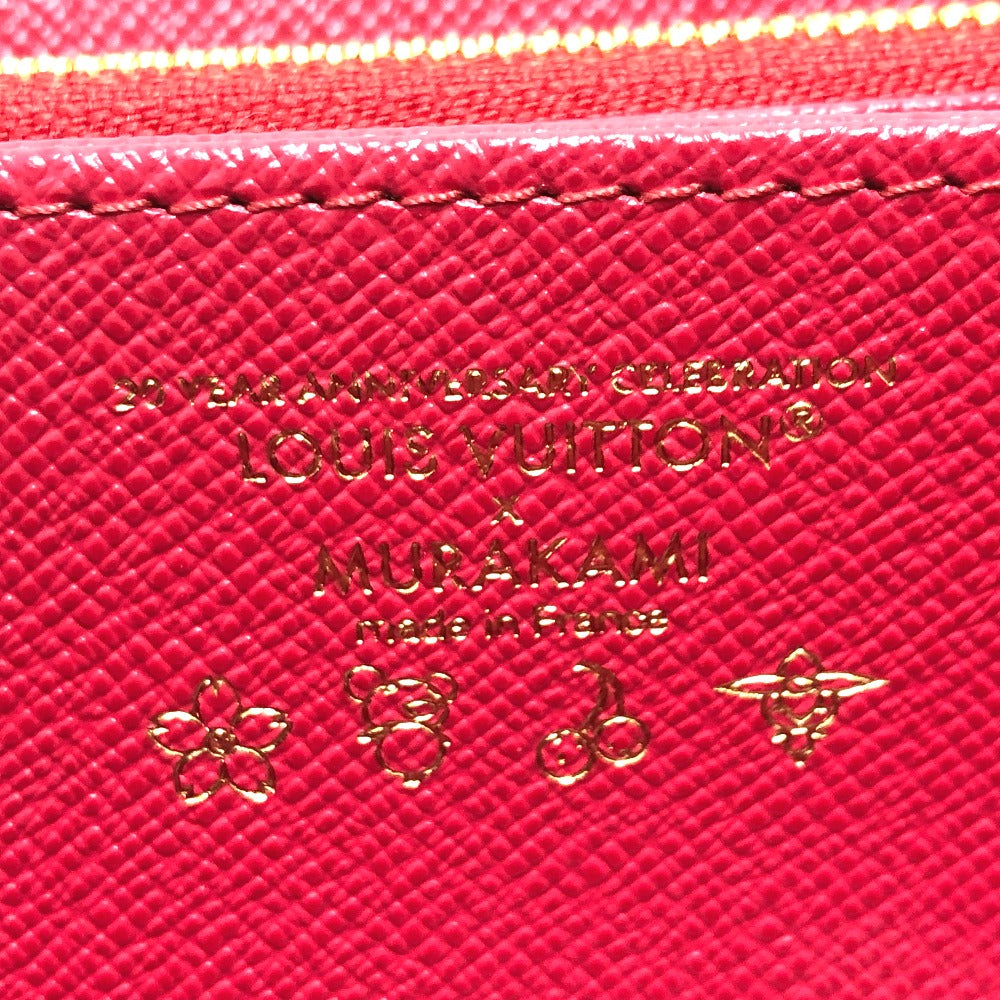 20 YEAR ANNIVERSARY CELEBRATION
LOUIS VUITTON®
x
MURAKAMI
made in France